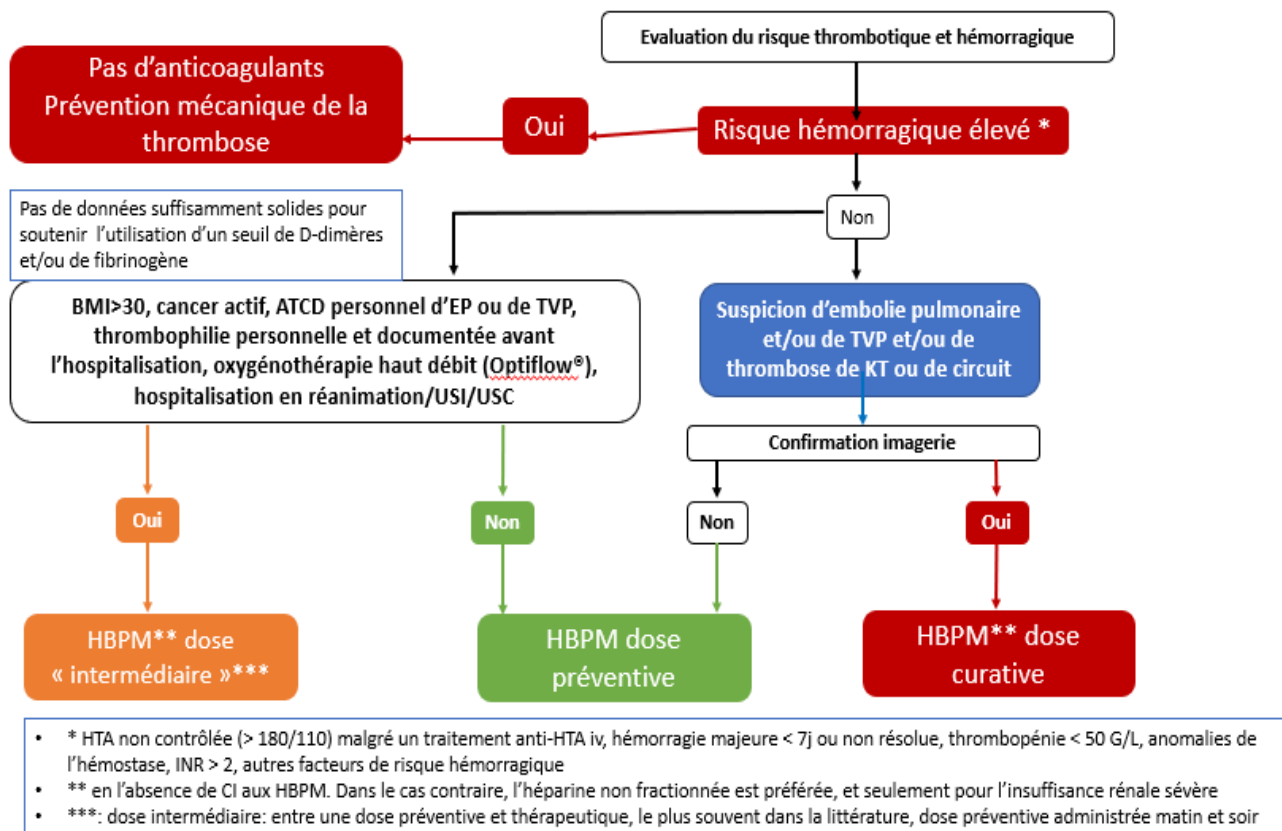 Evaluation du risque thrombotique et hémorragique
Pas d’anticoagulants
Prévention mécanique de la
thrombose
Oui
Risque hémorragique élevé *
Non
Pas de données suffisamment solides pour
soutenir l’utilisation d’un seuil de D-dimères
et/ou de fibrinogène
BMI>30, cancer actif, ATCD personnel d’EP ou de TVP,
thrombophilie personnelle et documentée avant
l’hospitalisation, oxygénothérapie haut débit (Optiflow®),
hospitalisation en réanimation/USI/USC
Suspicion d’embolie pulmonaire
et/ou de TVP et/ou de
thrombose de KT ou de circuit
Confirmation imagerie
Oui
Non
Non
Oui
HBPM** dose
« intermédiaire »***
HBPM dose
préventive
HBPM** dose
curative
• * HTA non contrôlée (> 180/110) malgré un traitement anti-HTA iv, hémorragie majeure < 7j ou non résolue, thrombopénie < 50 G/L, anomalies de
l’hémostase, INR > 2, autres facteurs de risque hémorragique
• ** en l’absence de CI aux HBPM. Dans le cas contraire, l’héparine non fractionnée est préférée, et seulement pour l’insuffisance rénale sévère
• ***: dose intermédiaire: entre une dose préventive et thérapeutique, le plus souvent dans la littérature, dose préventive administrée matin et soir